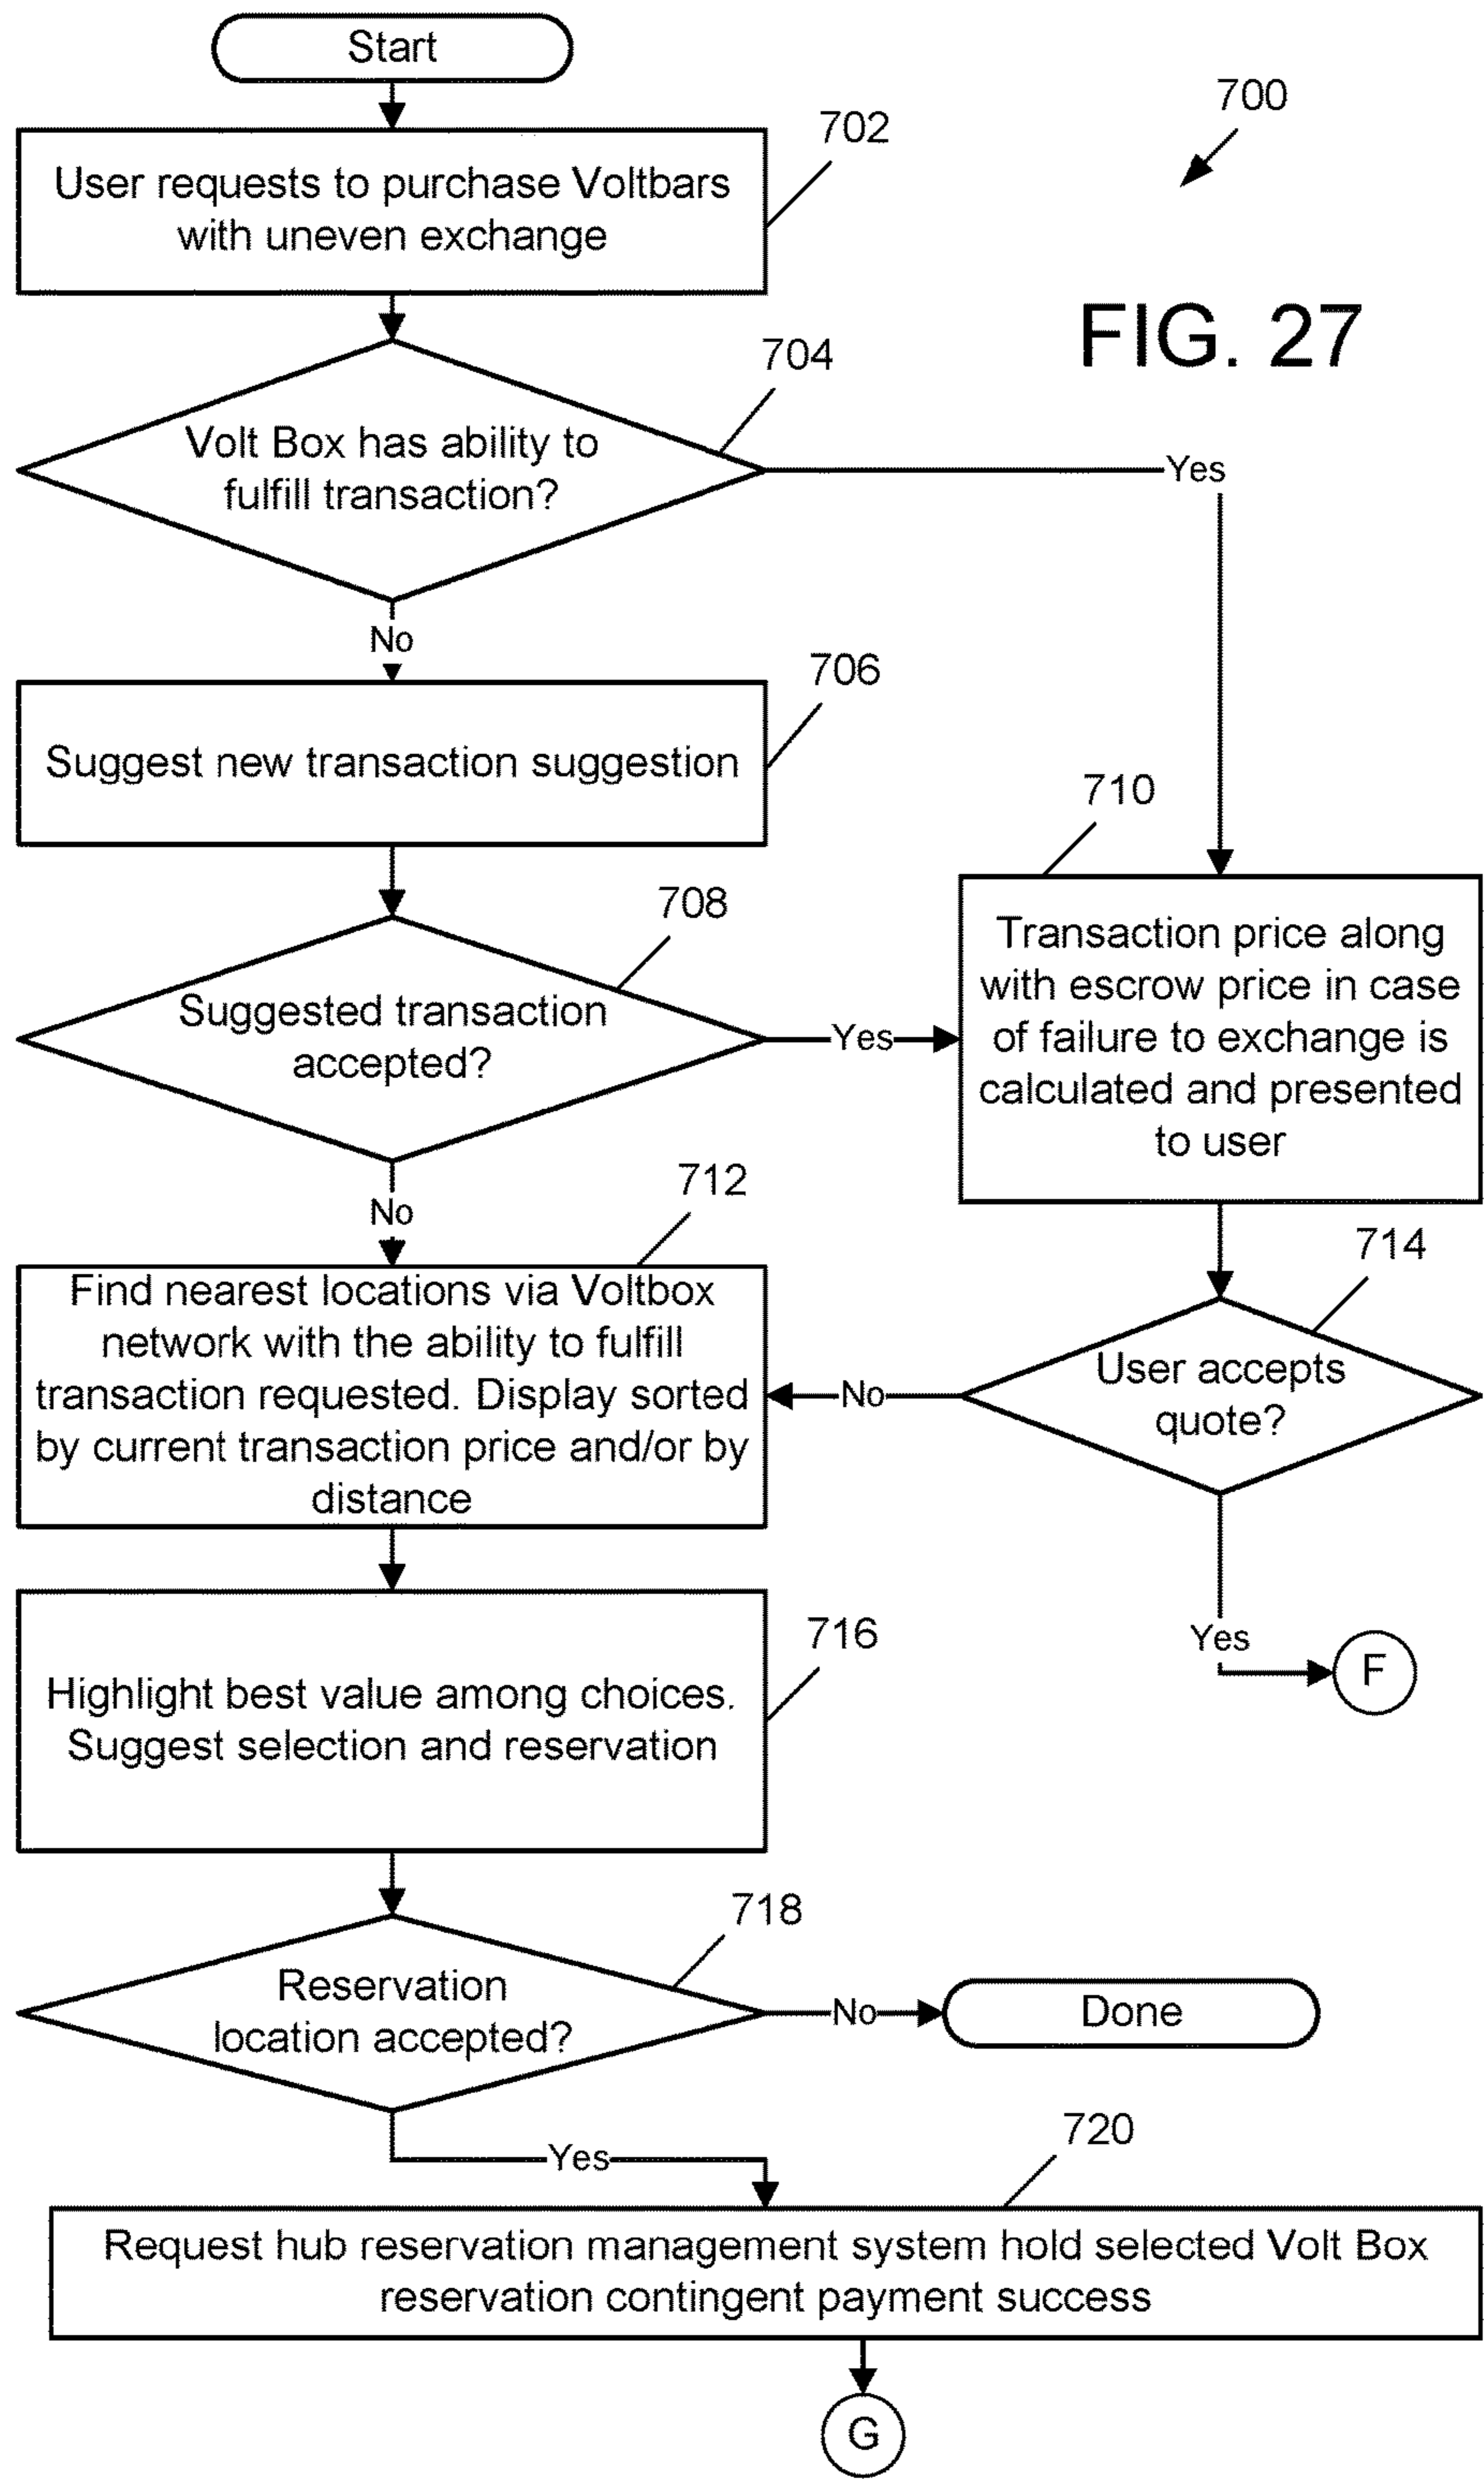 Start
700
702
User requests to purchase Voltbars
with uneven exchange
FIG. 27
704
Volt Box has ability to
fulfill transaction?
Yes
No
706
Suggest new transaction suggestion
710
708
Transaction price along
with escrow price in case
of failure to exchange is
calculated and presented
to user
Suggested transaction
accepted?
Yes
No
712
Find nearest locations via Voltbox
network with the ability to fulfill
transaction requested. Display sorted
by current transaction price and/or by
distance
714
User accepts
quote?
No
Yes
F
716
Highlight best value among choices.
Suggest selection and reservation
718
Reservation
location accepted?
No
Done
Yes
720
Request hub reservation management system hold selected Volt Box
reservation contingent payment success
G